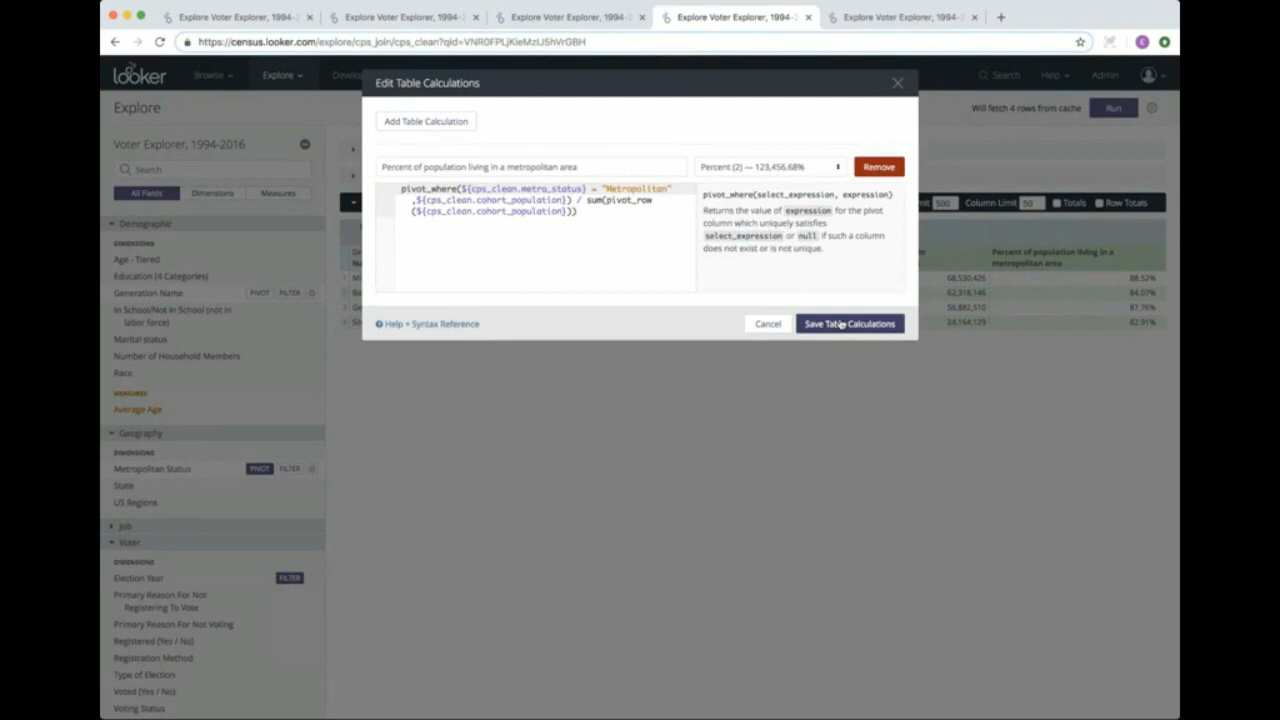 Explore Voter Explorer, 1994-2
Explore Voter Explorer, 1994-2
Explore Voter Explorer, 1994-2
Explore Voter Explorer, 1994-2
Explore Voter Explorer, 1994-2
looker
Browse
Explore
Search
Help
Admin
Explore
Will fetch 4 rows from cache
Run
Voter Explorer, 1994-2016
Search
All Fields
Dimensions
Measures
Demographic
DIMENSIONS
Age - Tiered
Education (4 Categories)
Generation Name
PIVOT
FILTER
In School/Not In School (not in
labor force)
Marital status
Number of Household Members
Race
MEASURES
Average Age
Geography
DIMENSIONS
Metropolitan Status
PIVOT
FILTER
State
US Regions
Job
Voter
DIMENSIONS
Election Year
FILTER
Primary Reason For Not
Registering To Vote
Primary Reason For Not Voting
Registered (Yes / No)
Registration Method
Type of Election
Voted (Yes / No)
Voting Status
Edit Table Calculations
Add Table Calculation
Percent of population living in a metropolitan area
Percent (2) — 123,456.68%
Remove
pivot_where(${cps_clean.metro_status} = "Metropolitan"
,${cps_clean.cohort_population}) / sum(pivot_row
(${cps_clean.cohort_population}))
pivot_where(select_expression, expression)
Returns the value of expression for the pivot
column which uniquely satisfies
select_expression or null if such a column
does not exist or is not unique.
Help + Syntax Reference
Cancel
Save Table Calculations
500
Column Limit 50
Totals
Row Totals
Percent of population living in a
metropolitan area
68,530,426 88.52%
62,318,146 84.07%
56,882,910 87.76%
24,164,129 82.91%